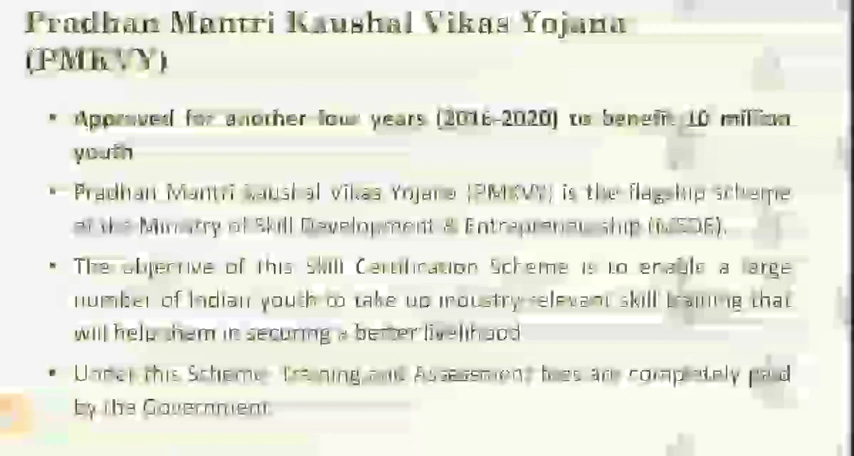 Pradhan Mantri Kaushal Vikas Yojana
(PMKVY)
• Approved for another four years (2016-2020) to benefit 10 million
youth
• Pradhan Mantri Kaushal Vikas Yojana (PMKVY) is the flagship scheme
of the Ministry of Skill Development & Entrepreneurship (MSDE).
• The objective of this Skill Certification Scheme is to enable a large
number of Indian youth to take up industry-relevant skill training that
will help them in securing a better livelihood
• Under this Scheme, Training and Assessment fees are completely paid
by the Government.